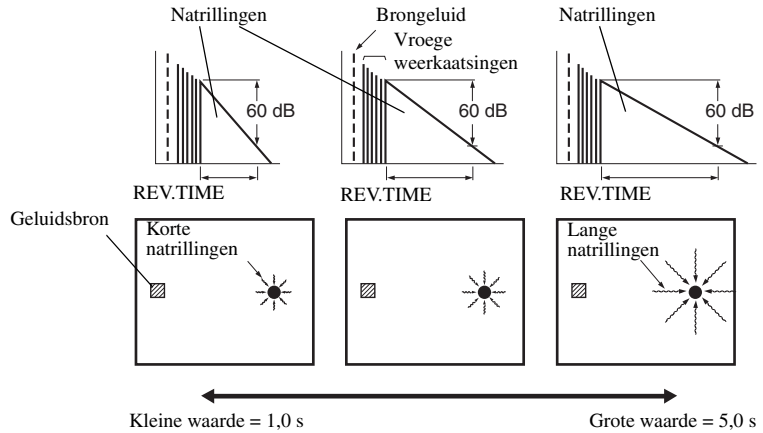 Natrillingen
Brongeluid
Natrillingen
Vroege
weerkaatsingen
60 dB
60 dB
60 dB
REV.TIME
REV.TIME
REV.TIME
Geluidsbron
Korte
natrillingen
Lange
natrillingen
Kleine waarde = 1,0 s
Grote waarde = 5,0 s